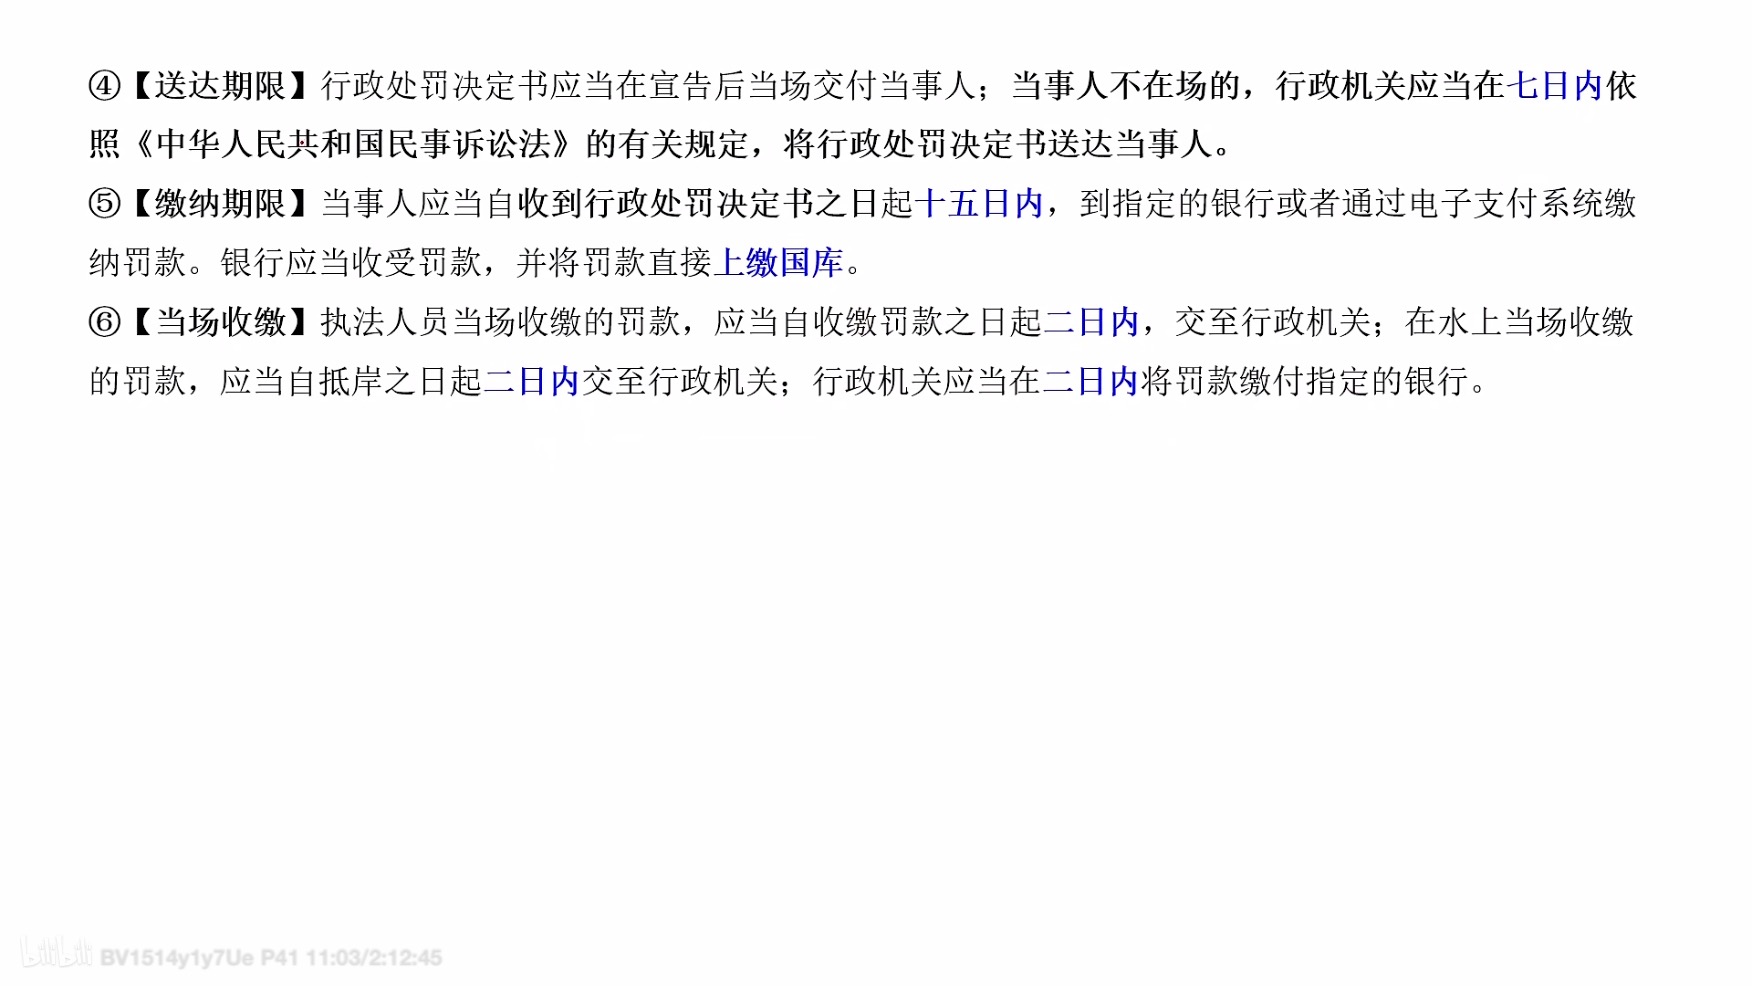 ④【送达期限】行政处罚决定书应当在宣告后当场交付当事人；当事人不在场的，行政机关应当在七日内依
照《中华人民共和国民事诉讼法》的有关规定，将行政处罚决定书送达当事人。
⑤【缴纳期限】当事人应当自收到行政处罚决定书之日起十五日内，到指定的银行或者通过电子支付系统缴
纳罚款。银行应当收受罚款，并将罚款直接上缴国库。
⑥【当场收缴】执法人员当场收缴的罚款，应当自收缴罚款之日起二日内，交至行政机关；在水上当场收缴
的罚款，应当自抵岸之日起二日内交至行政机关；行政机关应当在二日内将罚款缴付指定的银行。
bilibili BV1514y1y7Ue P41 11:03/2:12:45